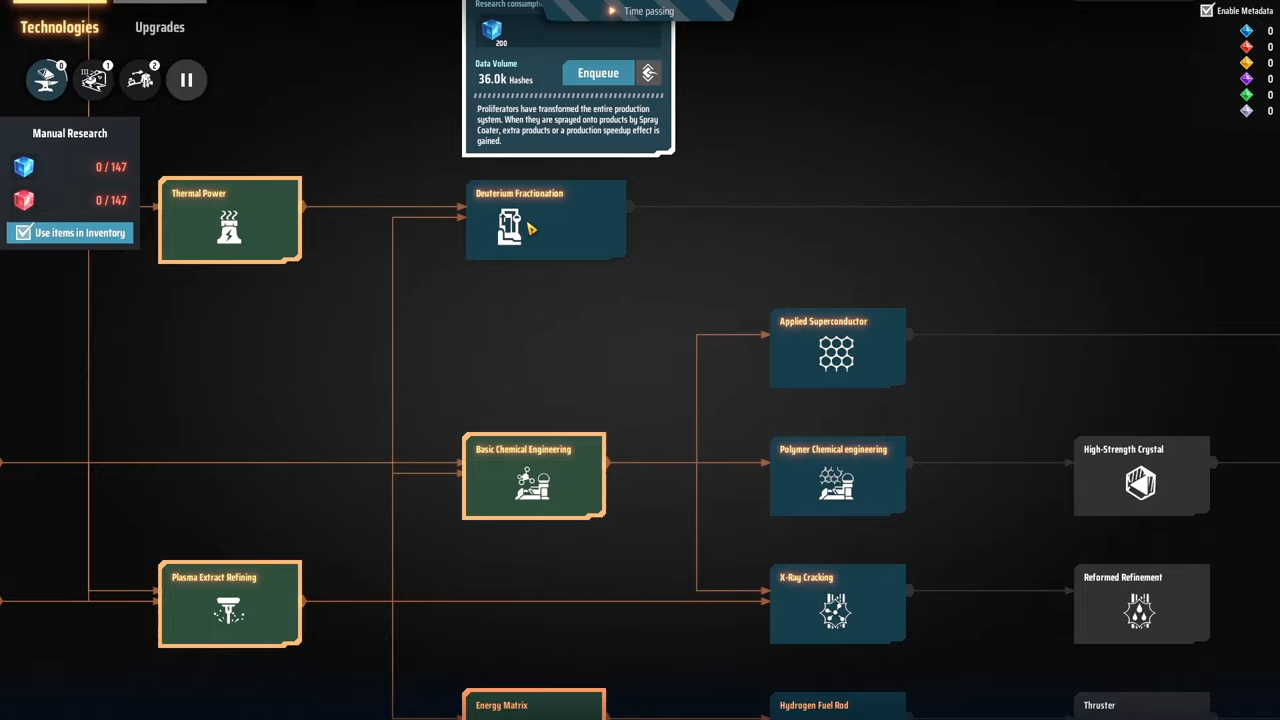 Technologies
Upgrades
0
1
2
Manual Research
0 / 147
0 / 147
Use items in Inventory
Time passing
200
Data Volume
36.0k Hashes
Enqueue
Proliferators have transformed the entire production
system. When they are sprayed onto products by Spray
Coater, extra products or a production speedup effect is
gained.
Enable Metadata
0
0
0
0
0
0
Thermal Power
Deuterium Fractionation
Applied Superconductor
Basic Chemical Engineering
Polymer Chemical engineering
High-Strength Crystal
Plasma Extract Refining
X-Ray Cracking
Reformed Refinement
Energy Matrix
Hydrogen Fuel Rod
Thruster